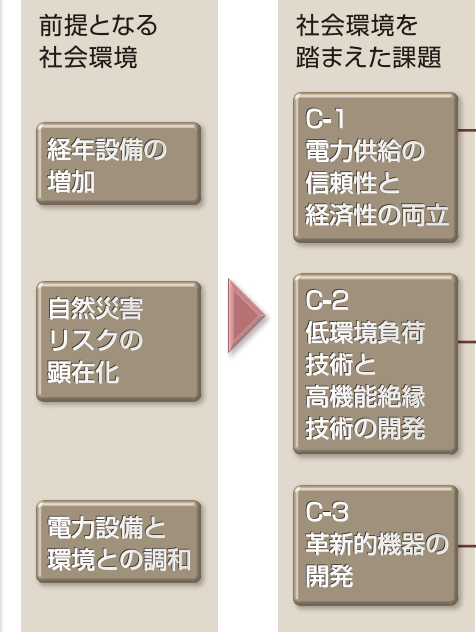 前提となる
社会環境
経年設備の
増加
自然災害
リスクの
顕在化
電力設備と
環境との調和
社会環境を
踏まえた課題
C-1
電力供給の
信頼性と
経済性の両立
C-2
低環境負荷
技術と
高機能絶縁
技術の開発
C-3
革新的機器の
開発